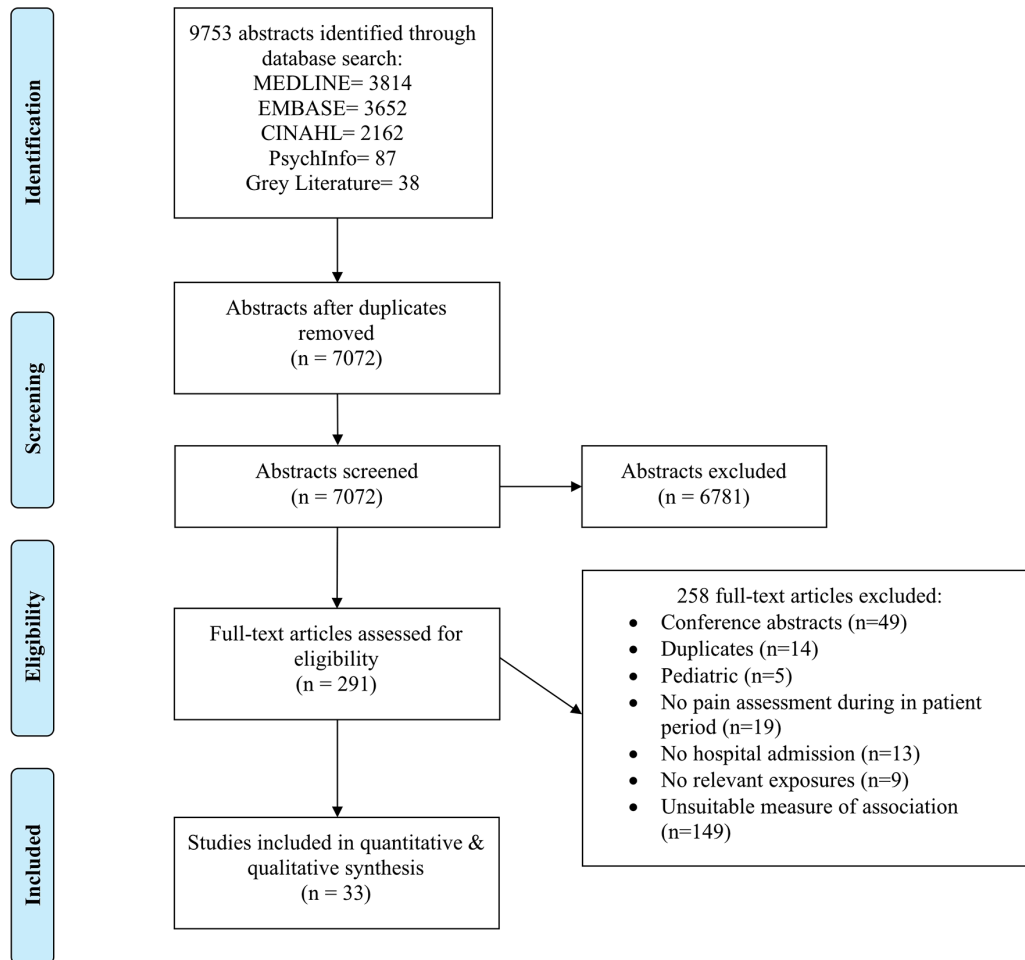 Identification
9753 abstracts identified through
database search:
MEDLINE= 3814
EMBASE= 3652
CINAHL= 2162
PsychInfo= 87
Grey Literature= 38
Screening
Abstracts after duplicates
removed
(n = 7072)
Abstracts screened
(n = 7072)
Abstracts excluded
(n = 6781)
Eligibility
Full-text articles assessed for
eligibility
(n = 291)
258 full-text articles excluded:
• Conference abstracts (n=49)
• Duplicates (n=14)
• Pediatric (n=5)
• No pain assessment during in patient
period (n=19)
• No hospital admission (n=13)
• No relevant exposures (n=9)
• Unsuitable measure of association
(n=149)
Included
Studies included in quantitative &
qualitative synthesis
(n = 33)